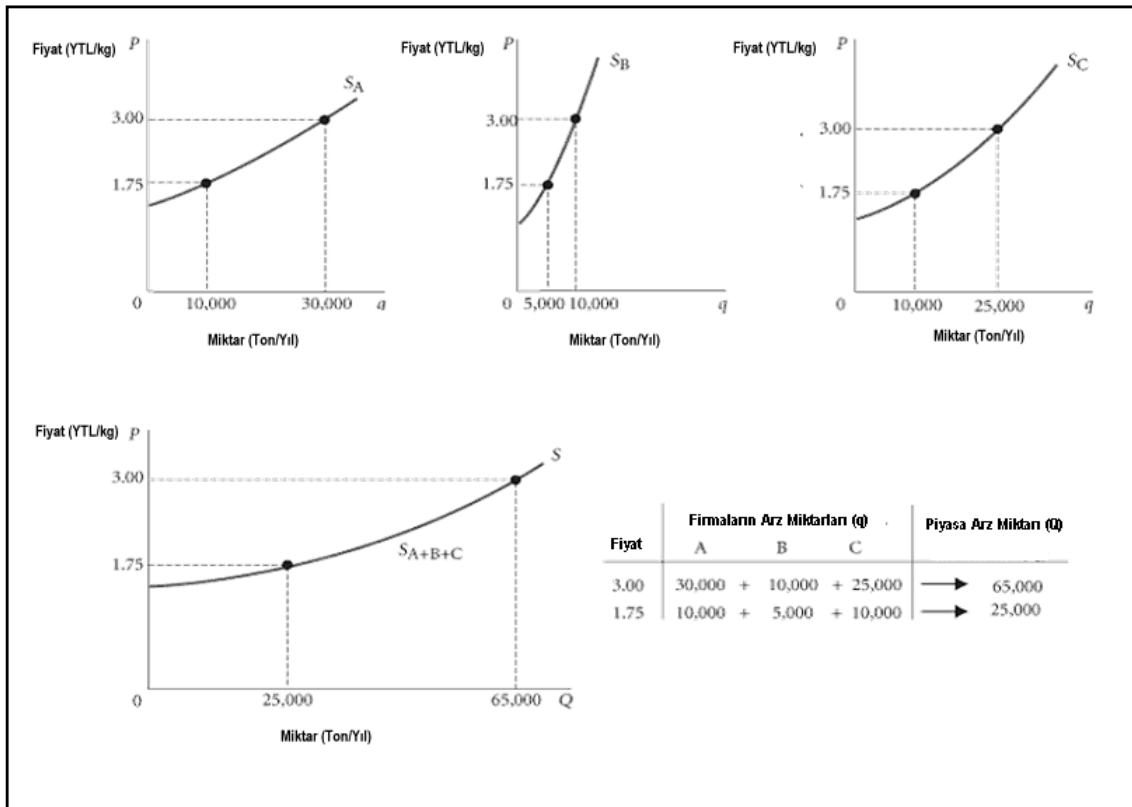 Fiyat (YTL/kg) P
S_A
3.00
1.75
0 10,000 30,000 q
Miktar (Ton/Yıl)
Fiyat (YTL/kg) P
S_B
3.00
1.75
0 5,000 10,000 q
Miktar (Ton/Yıl)
Fiyat (YTL/kg) P
S_C
3.00
1.75
0 10,000 25,000 q
Miktar (Ton/Yıl)
Fiyat (YTL/kg) P
S
3.00
S_A+B+C
1.75
0 25,000 65,000 Q
Miktar (Ton/Yıl)
Firmaların Arz Miktarları (q) Piyasa Arz Miktarı (Q)
Fiyat A B C
3.00 30,000 + 10,000 + 25,000 → 65,000
1.75 10,000 + 5,000 + 10,000 → 25,000